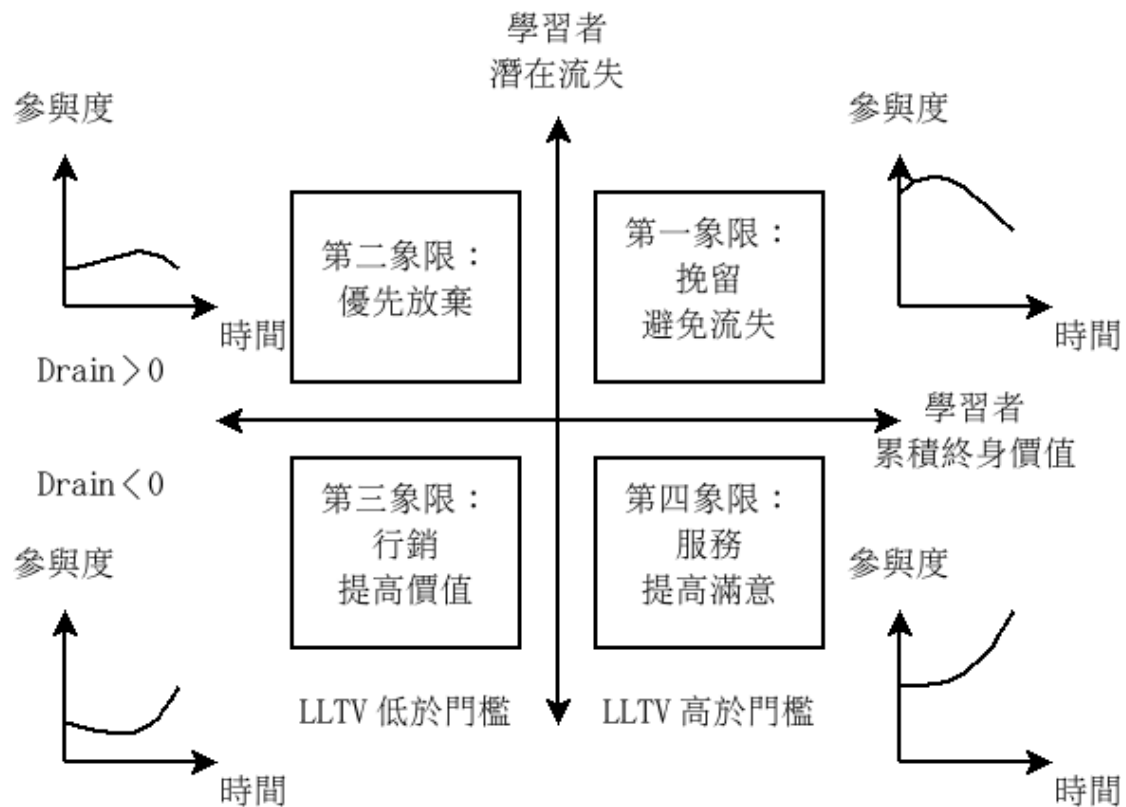 學習者
潛在流失
參與度
參與度
第二象限：
優先放棄
第一象限：
挽留
避免流失
時間
時間
Drain＞0
學習者
累積終身價值
Drain＜0
第三象限：
行銷
提高價值
第四象限：
服務
提高滿意
參與度
參與度
LLTV 低於門檻
LLTV 高於門檻
時間
時間